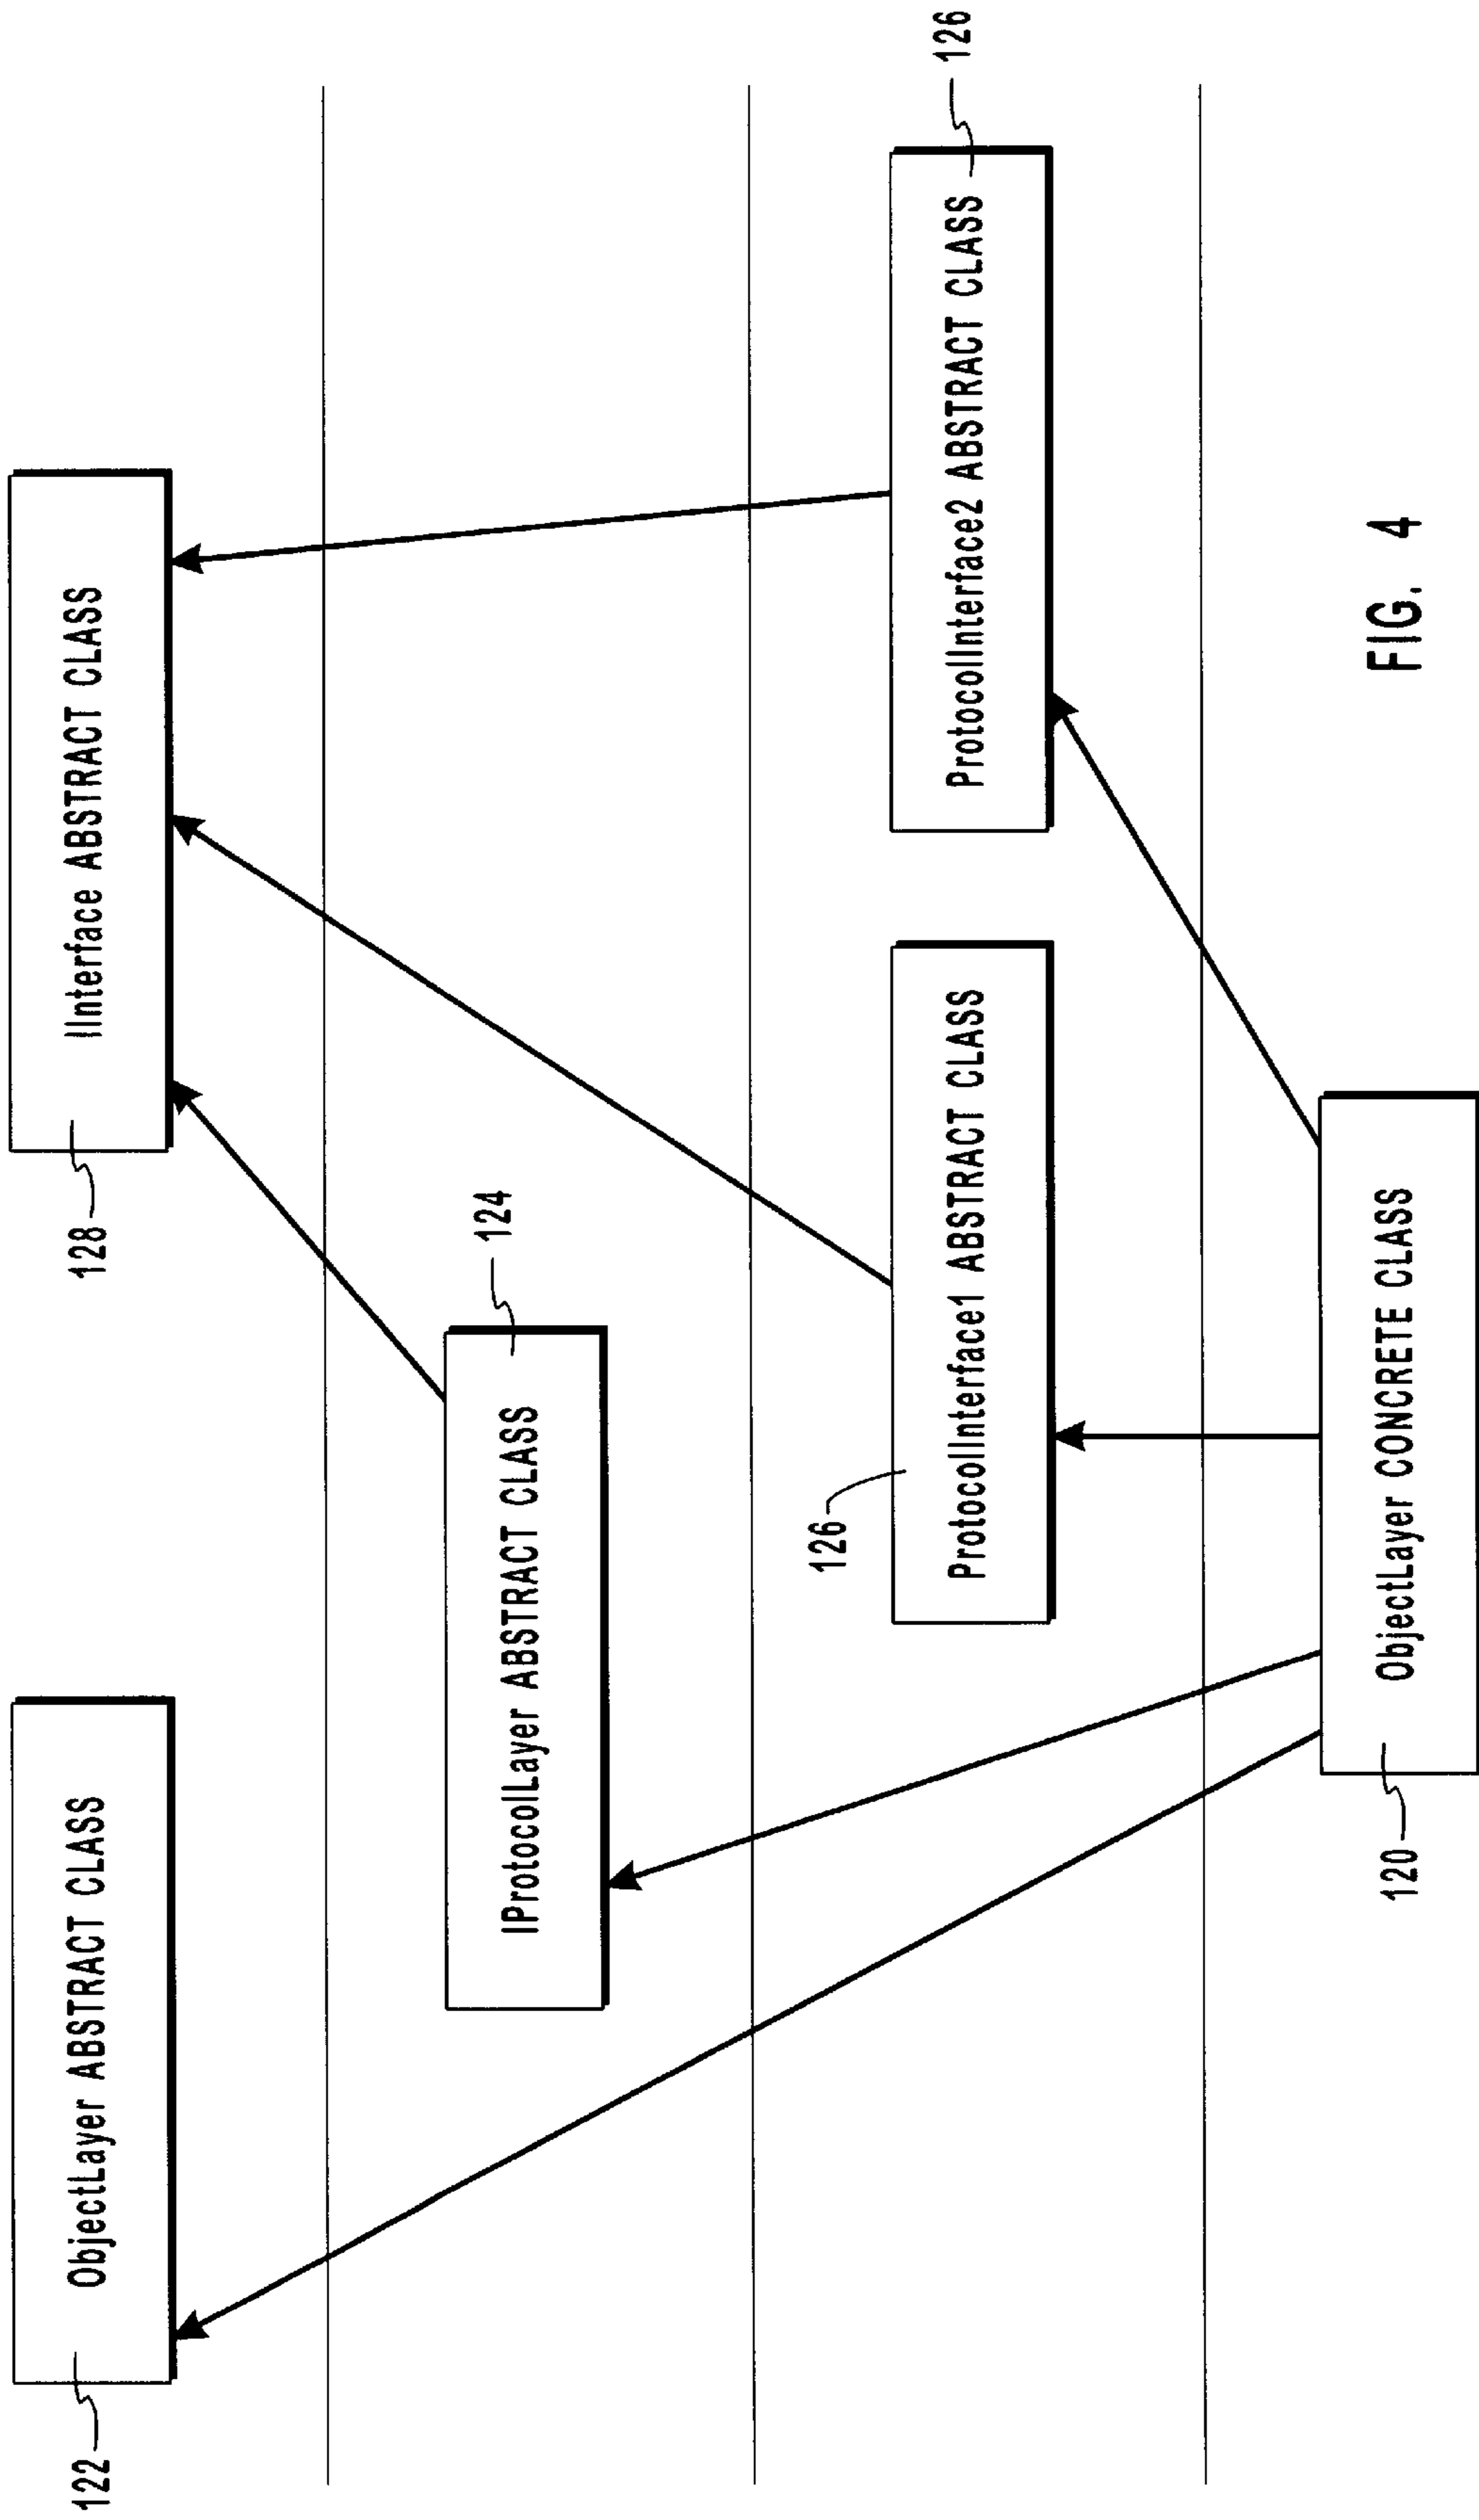 122
ObjectLayer ABSTRACT CLASS
128
IInterface ABSTRACT CLASS
IProtocolLayer ABSTRACT CLASS
124
126
ProtocolInterface1 ABSTRACT CLASS
ProtocolInterface2 ABSTRACT CLASS
126
120
ObjectLayer CONCRETE CLASS
FIG. 4